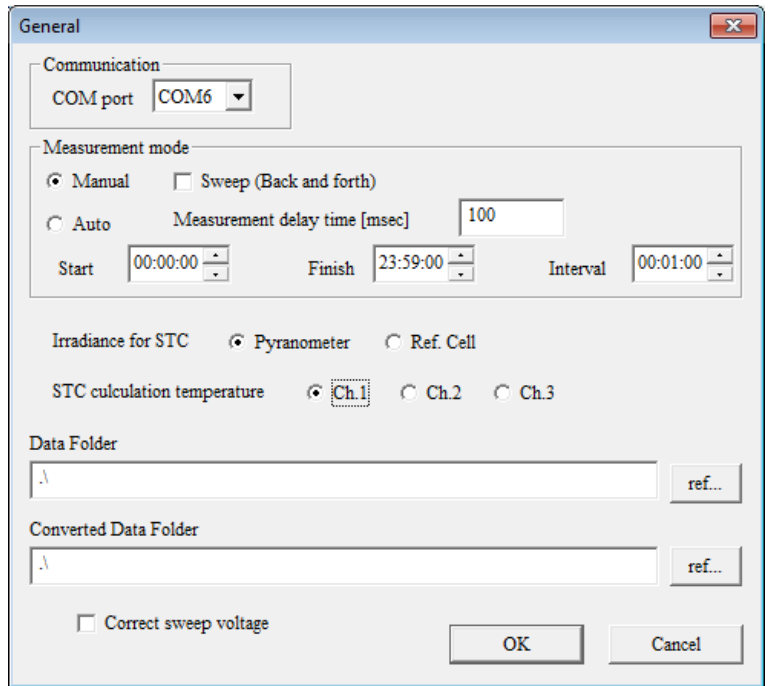 General
Communication
COM port COM6
Measurement mode
Manual Sweep (Back and forth)
Auto Measurement delay time [msec] 100
Start 00:00:00 Finish 23:59:00 Interval 00:01:00
Irradiance for STC Pyranometer Ref. Cell
STC culculation temperature Ch.1 Ch.2 Ch.3
Data Folder
.\ ref...
Converted Data Folder
.\ ref...
Correct sweep voltage
OK Cancel